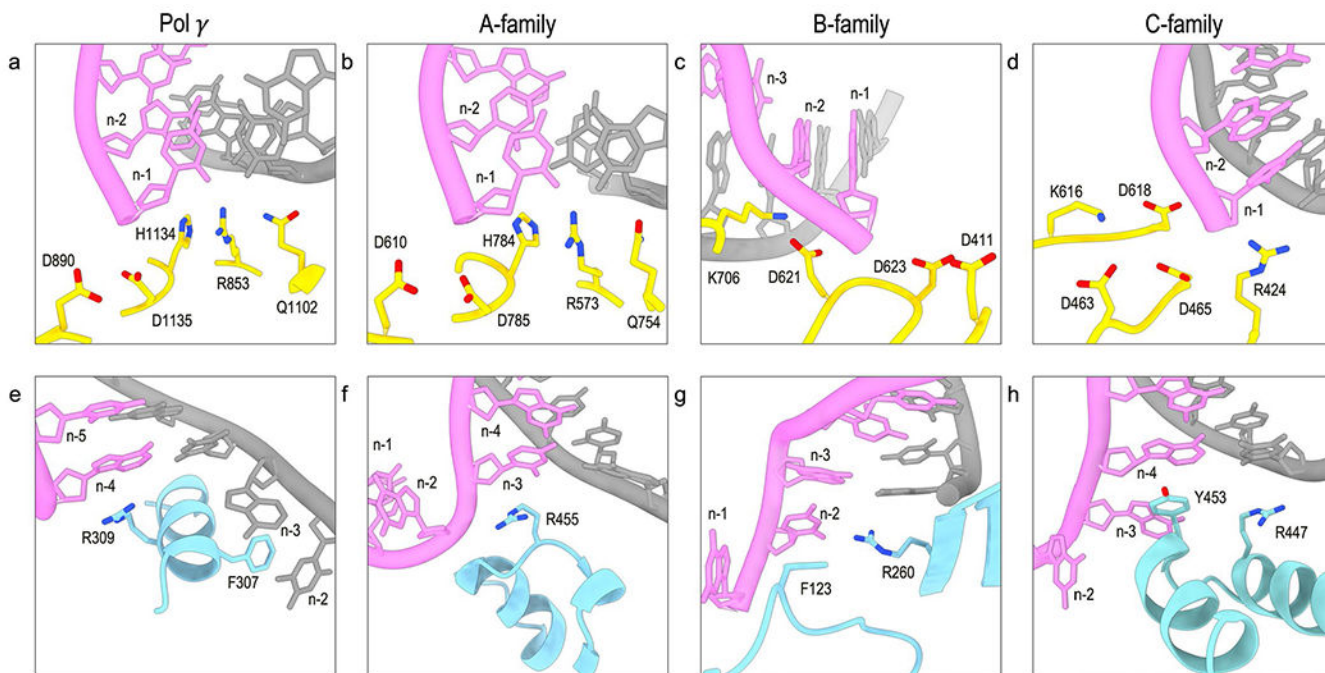 Pol γ
A-family
B-family
C-family
a
n-2
n-1
H1134
D890
R853
D1135
Q1102
b
n-2
n-1
D610
H784
R573
D785
Q754
c
n-3
n-2
n-1
D411
K706
D621
D623
d
n-2
K616
D618
n-1
D463
D465
R424
e
n-5
n-4
R309
n-3
F307
n-2
f
n-4
n-1
n-2
n-3
R455
g
n-3
n-1
n-2
R260
F123
h
n-4
Y453
n-3
R447
n-2